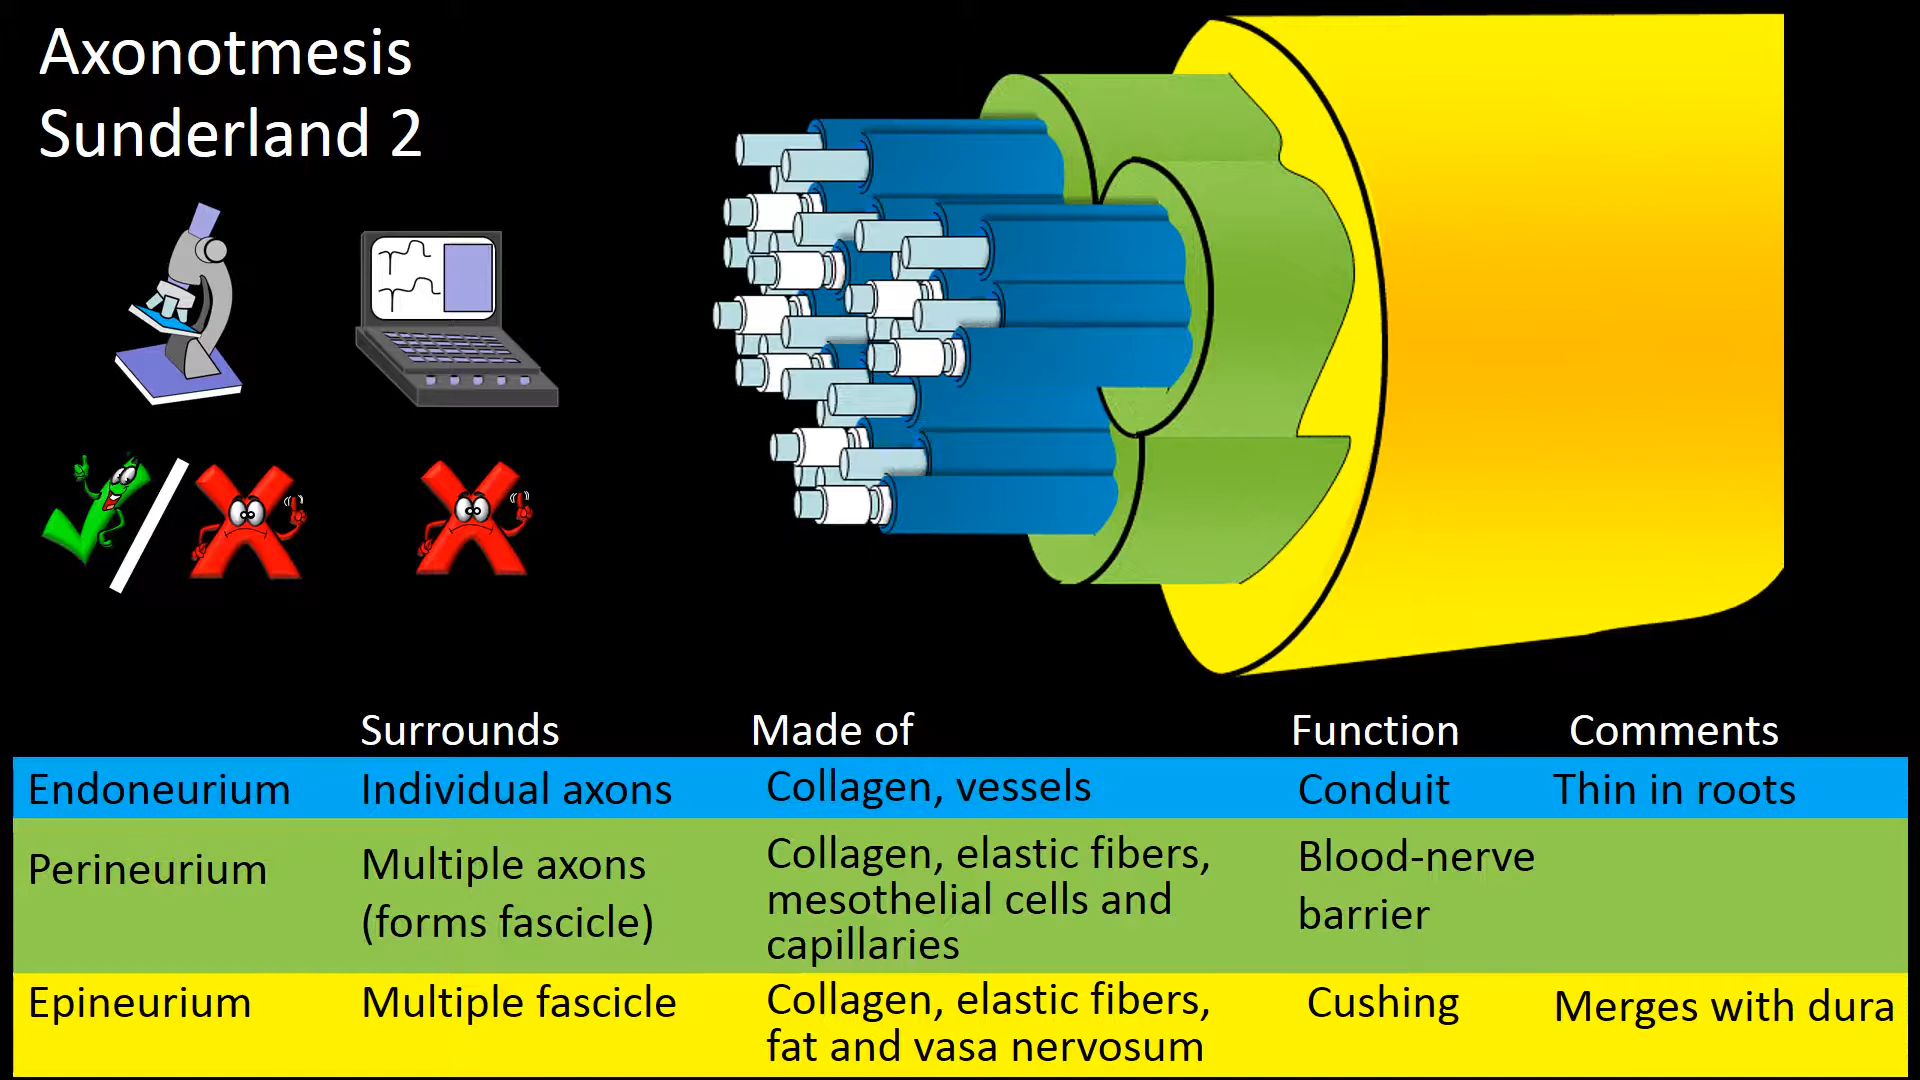 Axonotmesis
Sunderland 2
Surrounds Made of Function Comments
Endoneurium Individual axons Collagen, vessels Conduit Thin in roots
Perineurium Multiple axons
(forms fascicle)
Collagen, elastic fibers,
mesothelial cells and
capillaries
Blood-nerve
barrier
Epineurium Multiple fascicle
Collagen, elastic fibers,
fat and vasa nervosum
Cushing Merges with dura